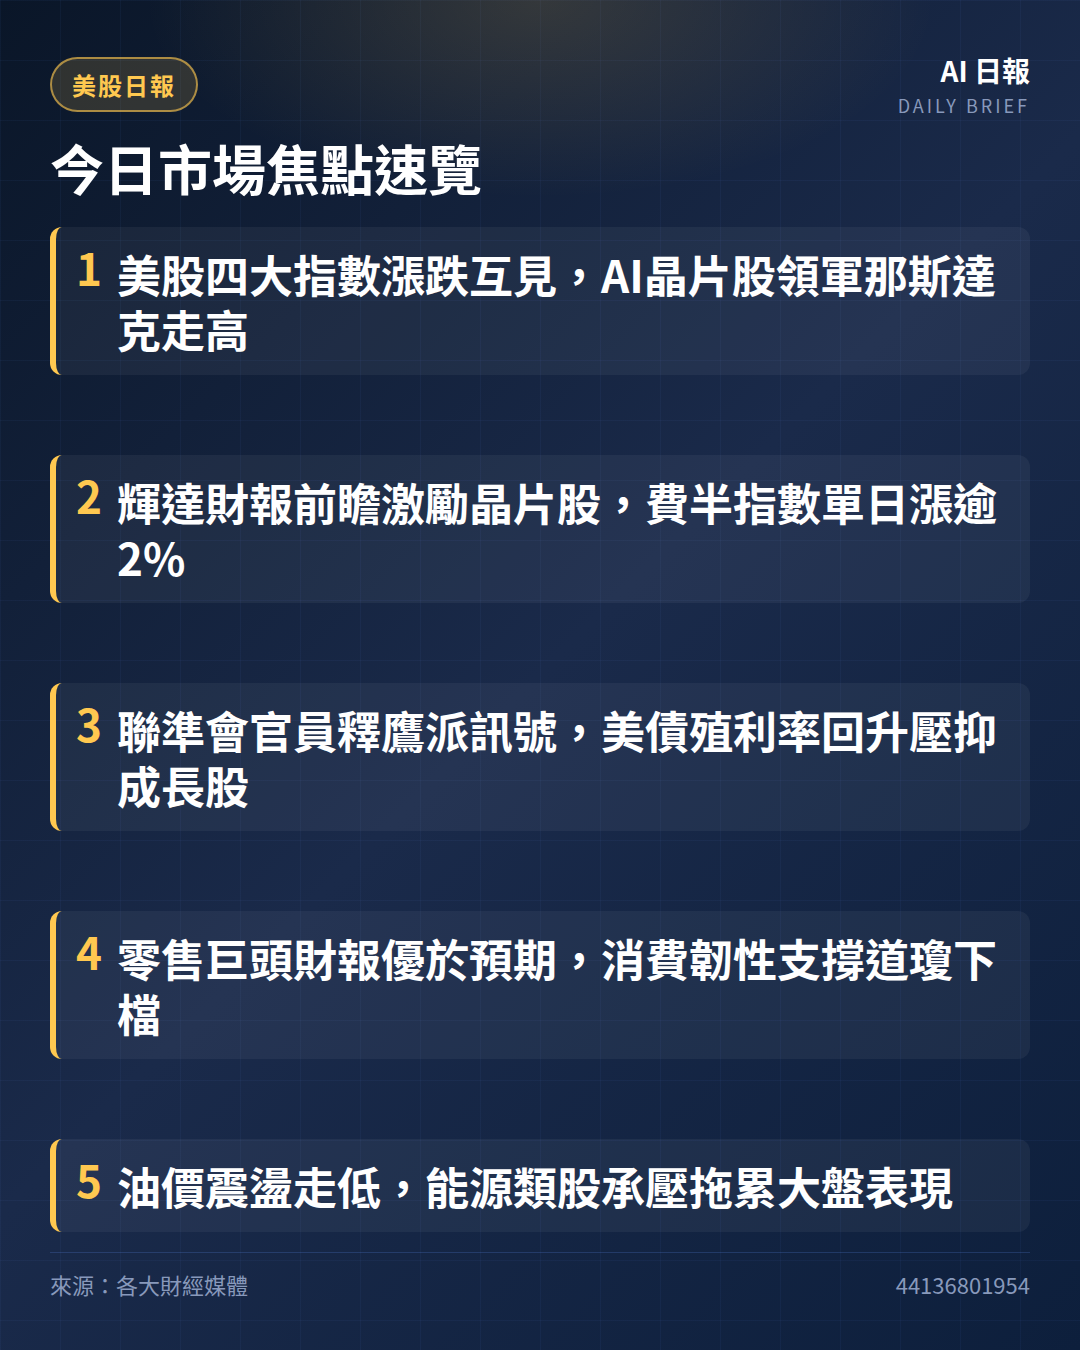 美股日報
AI 日報
DAILY BRIEF
今日市場焦點速覽
1 美股四大指數漲跌互見，AI晶片股領軍那斯達
克走高
2 輝達財報前瞻激勵晶片股，費半指數單日漲逾
2%
3 聯準會官員釋鷹派訊號，美債殖利率回升壓抑
成長股
4 零售巨頭財報優於預期，消費韌性支撐道瓊下
檔
5 油價震盪走低，能源類股承壓拖累大盤表現
來源：各大財經媒體
44136801954